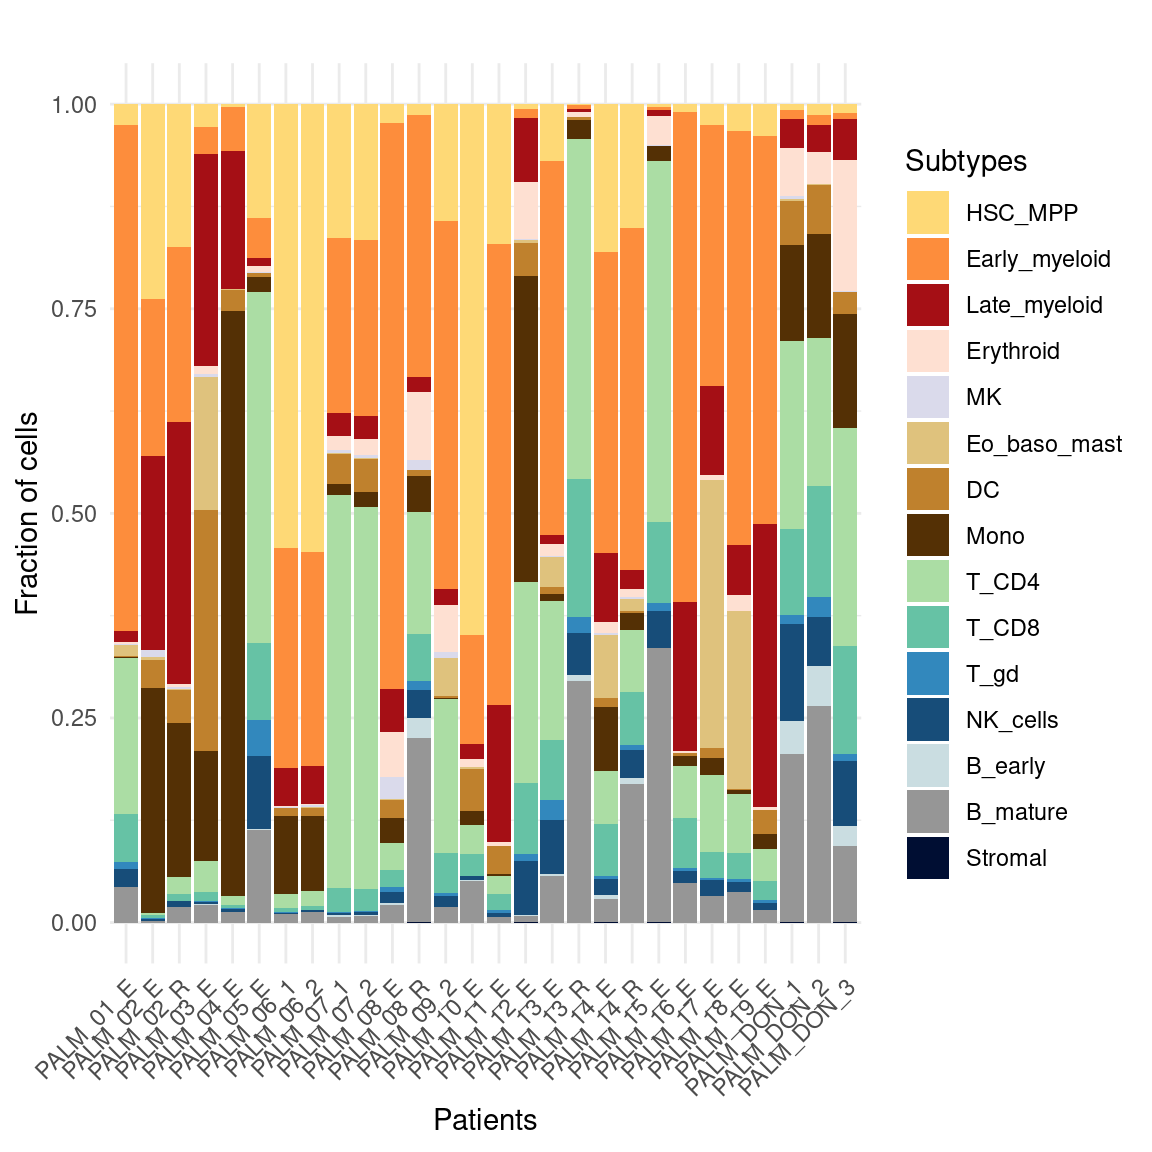 1.00
0.75
0.50
0.25
0.00
Fraction of cells
PALM_01_E
PALM_02_E
PALM_02_R
PALM_03_E
PALM_04_E
PALM_05_E
PALM_06_1
PALM_06_2
PALM_07_1
PALM_07_2
PALM_08_E
PALM_08_R
PALM_09_2
PALM_10_E
PALM_11_E
PALM_12_E
PALM_13_E
PALM_13_R
PALM_14_E
PALM_14_R
PALM_15_E
PALM_16_E
PALM_17_E
PALM_18_E
PALM_19_E
PALM_DON_1
PALM_DON_2
PALM_DON_3
Patients
Subtypes
HSC_MPP
Early_myeloid
Late_myeloid
Erythroid
MK
Eo_baso_mast
DC
Mono
T_CD4
T_CD8
T_gd
NK_cells
B_early
B_mature
Stromal